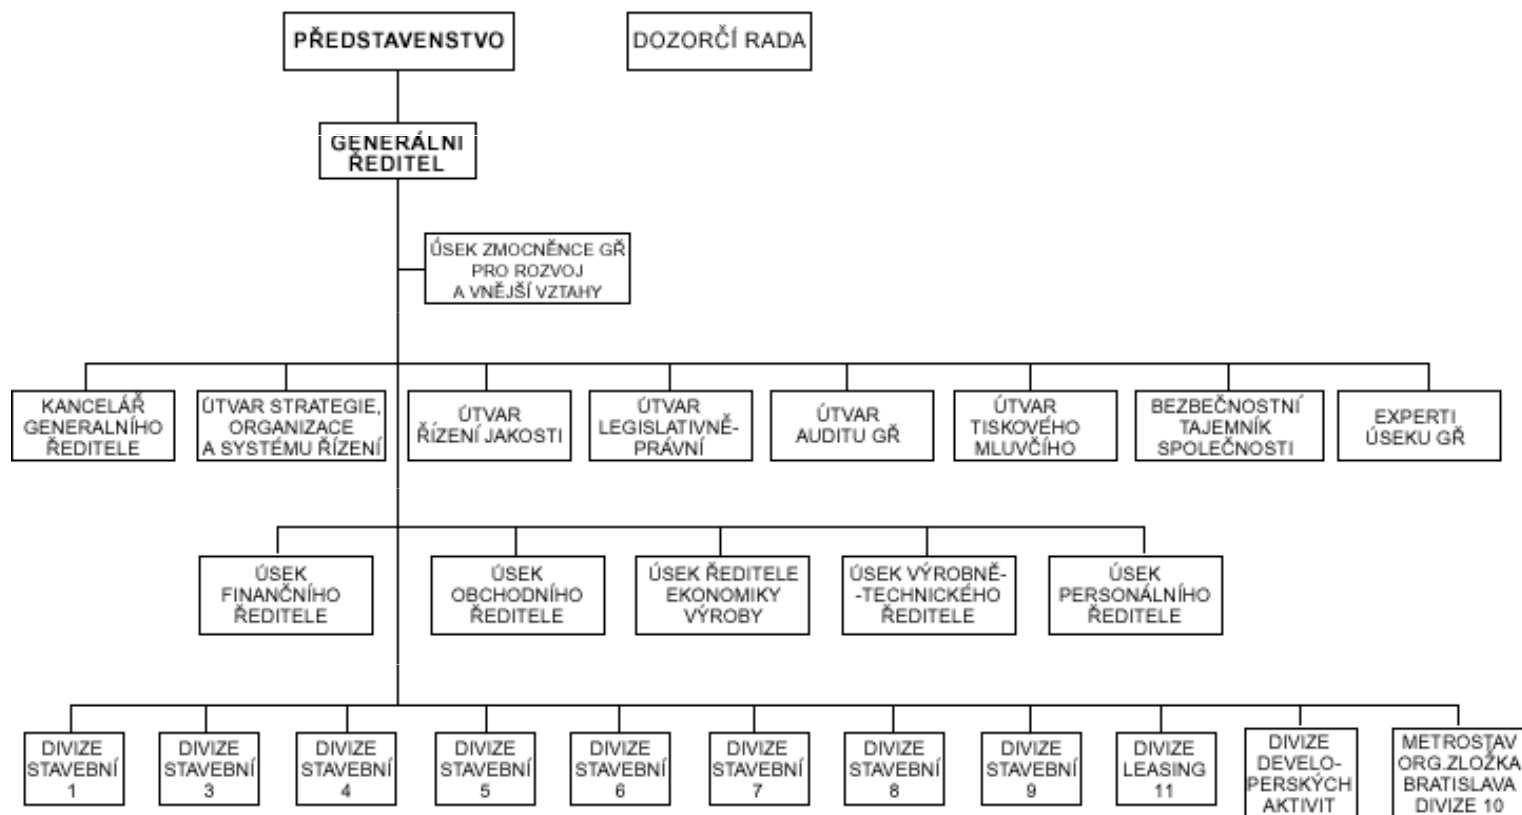 PŘEDSTAVENSTVO
DOZORČÍ RADA
GENERÁLNI
ŘEDITEL
ÚSEK ZMOCNĚNCE GŘ
PRO ROZVOJ
A VNĚJŠÍ VZTAHY
KANCELÁŘ
GENERALNÍHO
ŘEDITELE
ÚTVAR STRATEGIE,
ORGANIZACE
A SYSTÉMU ŘÍZENÍ
ÚTVAR
ŘÍZENÍ JAKOSTI
ÚTVAR
LEGISLATIVNĚ-
PRÁVNÍ
ÚTVAR
AUDITU GŘ
ÚTVAR
TISKOVÉHO
MLUVČÍHO
BEZBEČNOSTNÍ
TAJEMNÍK
SPOLEČNOSTI
EXPERTI
ÚSEKU GŘ
ÚSEK
FINANČNÍHO
ŘEDITELE
ÚSEK
OBCHODNÍHO
ŘEDITELE
ÚSEK ŘEDITELE
EKONOMIKY
VÝROBY
ÚSEK VÝROBNĚ-
-TECHNICKÉHO
ŘEDITELE
ÚSEK
PERSONÁLNÍHO
ŘEDITELE
DIVIZE
STAVEBNÍ
1
DIVIZE
STAVEBNÍ
3
DIVIZE
STAVEBNÍ
4
DIVIZE
STAVEBNÍ
5
DIVIZE
STAVEBNÍ
6
DIVIZE
STAVEBNÍ
7
DIVIZE
STAVEBNÍ
8
DIVIZE
STAVEBNÍ
9
DIVIZE
LEASING
11
DIVIZE
DEVELO-
PERSKÝCH
AKTIVIT
METROSTAV
ORG.ZLOŽKA
BRATISLAVA
DIVIZE 10